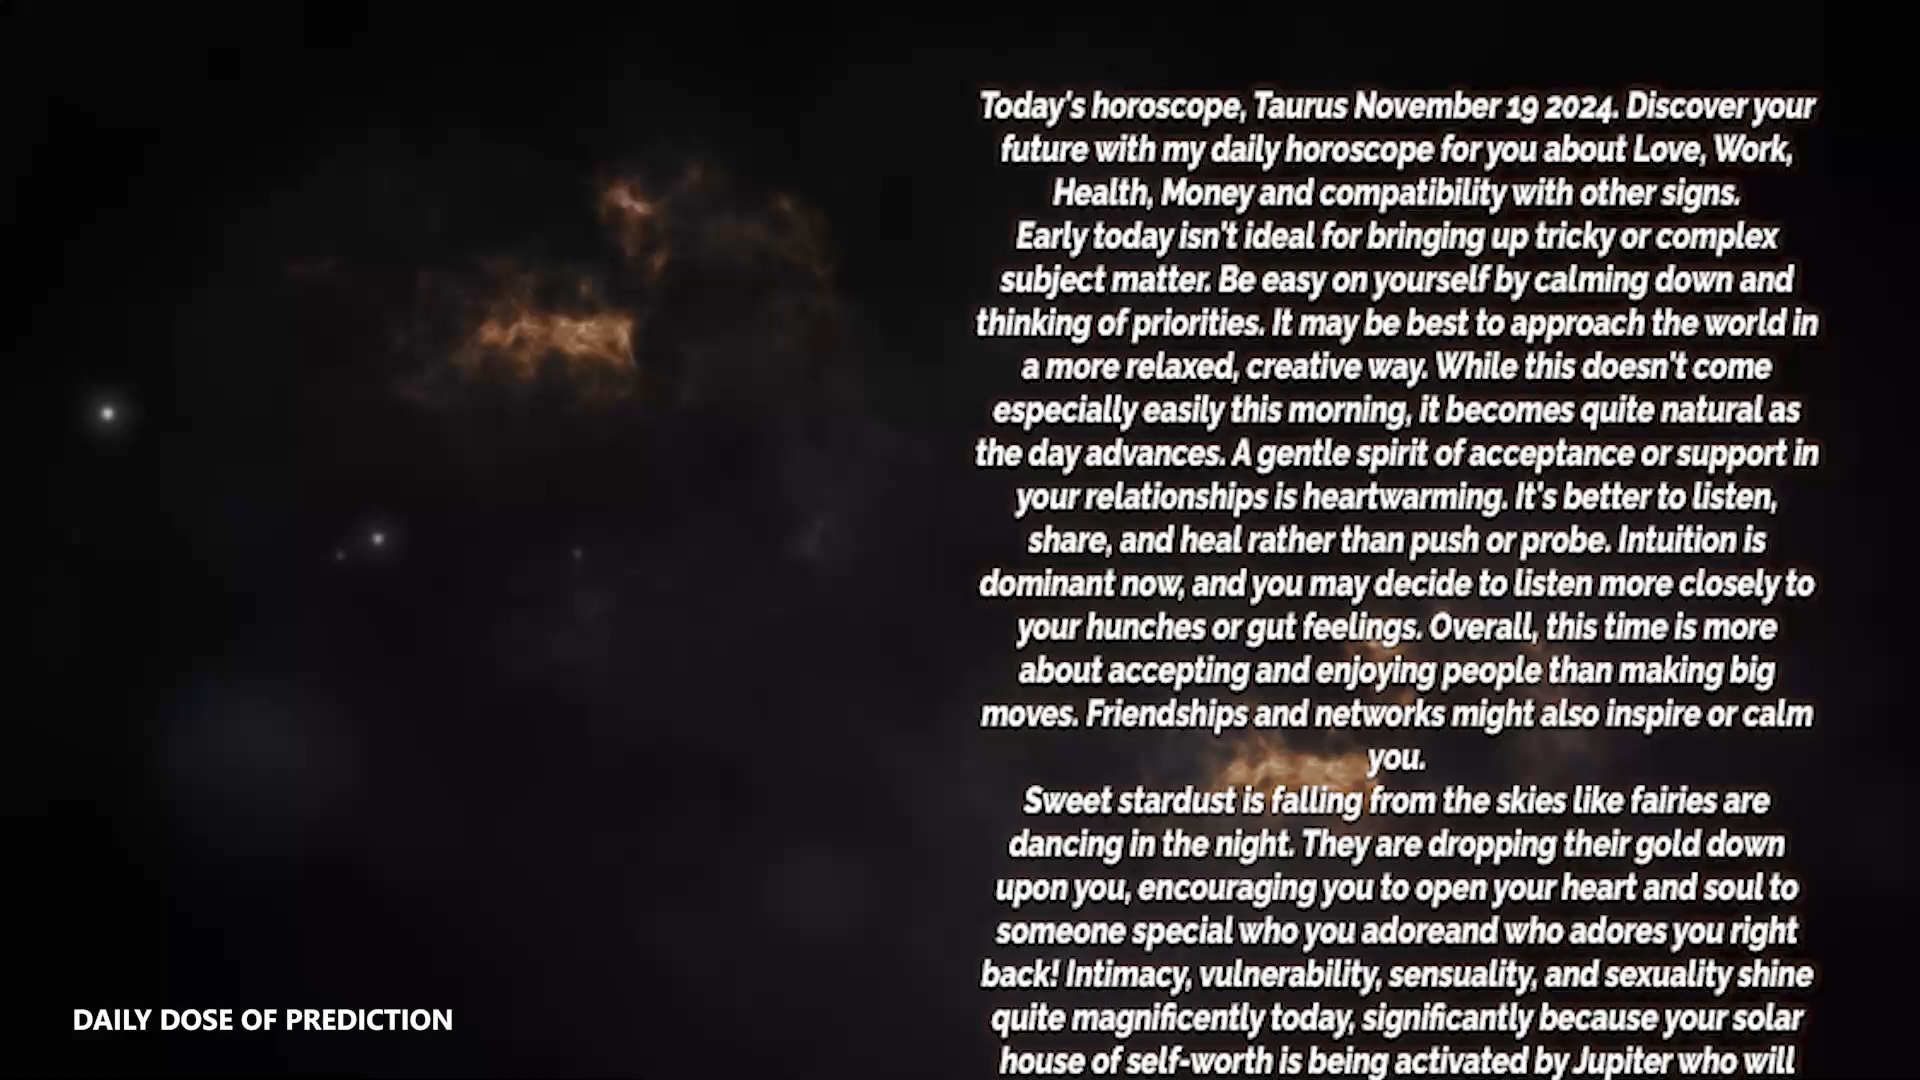 Today's horoscope, Taurus November 19 2024. Discover your
future with my daily horoscope for you about Love, Work,
Health, Money and compatibility with other signs.
Early today isn't ideal for bringing up tricky or complex
subject matter. Be easy on yourself by calming down and
thinking of priorities. It may be best to approach the world in
a more relaxed, creative way. While this doesn't come
especially easily this morning, it becomes quite natural as
the day advances. A gentle spirit of acceptance or support in
your relationships is heartwarming. It's better to listen,
share, and heal rather than push or probe. Intuition is
dominant now, and you may decide to listen more closely to
your hunches or gut feelings. Overall, this time is more
about accepting and enjoying people than making big
moves. Friendships and networks might also inspire or calm
you.
Sweet stardust is falling from the skies like fairies are
dancing in the night. They are dropping their gold down
upon you, encouraging you to open your heart and soul to
someone special who you adoreand who adores you right
back! Intimacy, vulnerability, sensuality, and sexuality shine
quite magnificently today, significantly because your solar
house of self-worth is being activated by Jupiter who will
DAILY DOSE OF PREDICTION